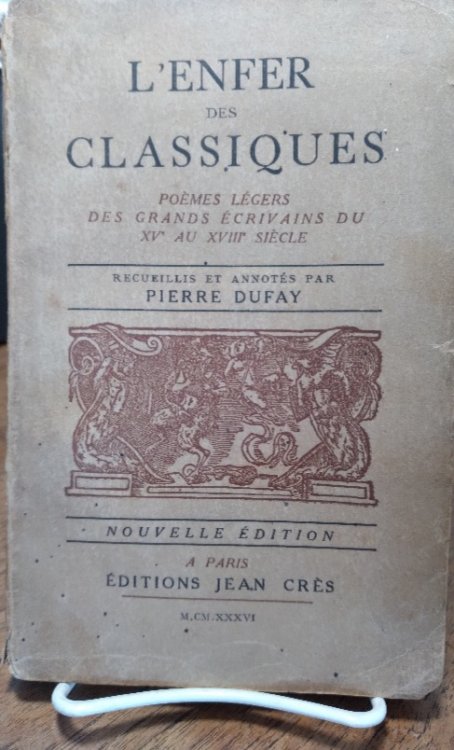 L'ENFER
DES
CLASSIQUES
POÈMES LÉGERS
DES GRANDS ÉCRIVAINS DU
XVᵉ AU XVIIIᵉ SIÈCLE
RECUEILLIS ET ANNOTÉS PAR
PIERRE DUFAY
NOUVELLE ÉDITION
A PARIS
ÉDITIONS JEAN CRÈS
M.CM.XXXVI